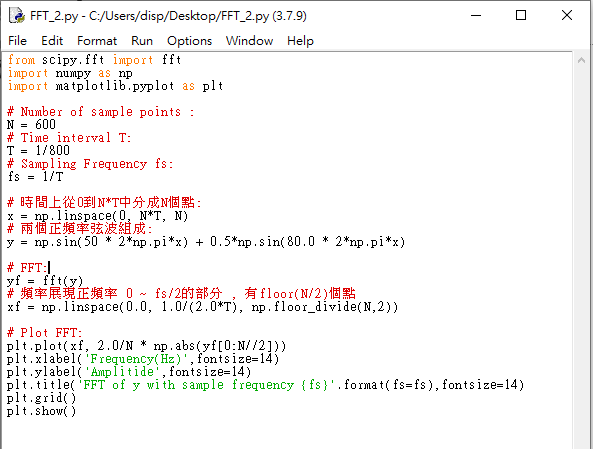 FFT_2.py - C:/Users/disp/Desktop/FFT_2.py (3.7.9)
File Edit Format Run Options Window Help
from scipy.fft import fft
import numpy as np
import matplotlib.pyplot as plt

# Number of sample points :
N = 600
# Time interval T:
T = 1/800
# Sampling Frequency fs:
fs = 1/T

# 時間上從0到N*T中分成N個點:
x = np.linspace(0, N*T, N)
# 兩個正頻率弦波組成:
y = np.sin(50 * 2*np.pi*x) + 0.5*np.sin(80.0 * 2*np.pi*x)

# FFT:
yf = fft(y)
# 頻率展現正頻率 0 ~ fs/2的部分 , 有floor(N/2)個點
xf = np.linspace(0.0, 1.0/(2.0*T), np.floor_divide(N,2))

# Plot FFT:
plt.plot(xf, 2.0/N * np.abs(yf[0:N//2]))
plt.xlabel('Frequency(Hz)',fontsize=14)
plt.ylabel('Amplitide',fontsize=14)
plt.title('FFT of y with sample frequency {fs}'.format(fs=fs),fontsize=14)
plt.grid()
plt.show()